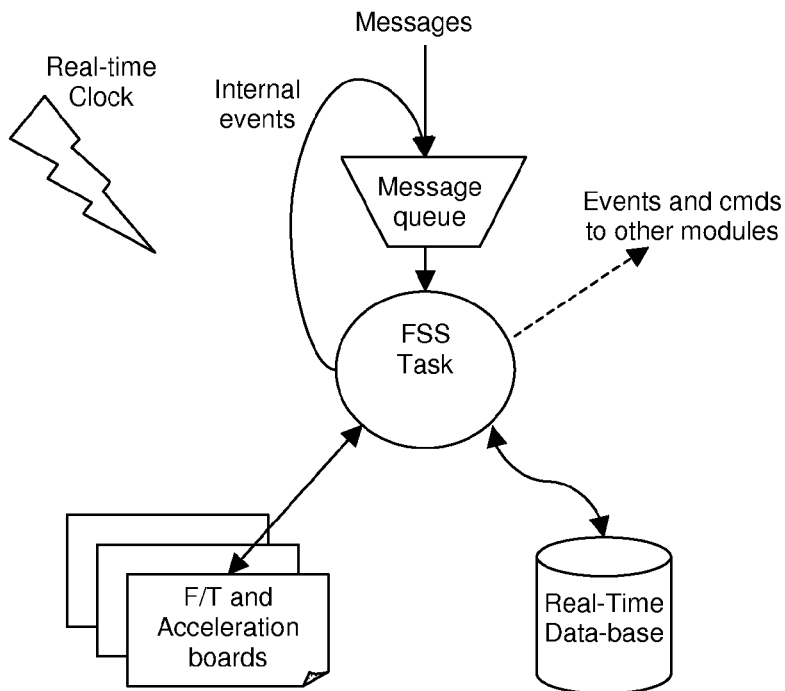 Messages
Real-time
Clock
Internal
events
Message
queue
Events and cmds
to other modules
FSS
Task
F/T and
Acceleration
boards
Real-Time
Data-base